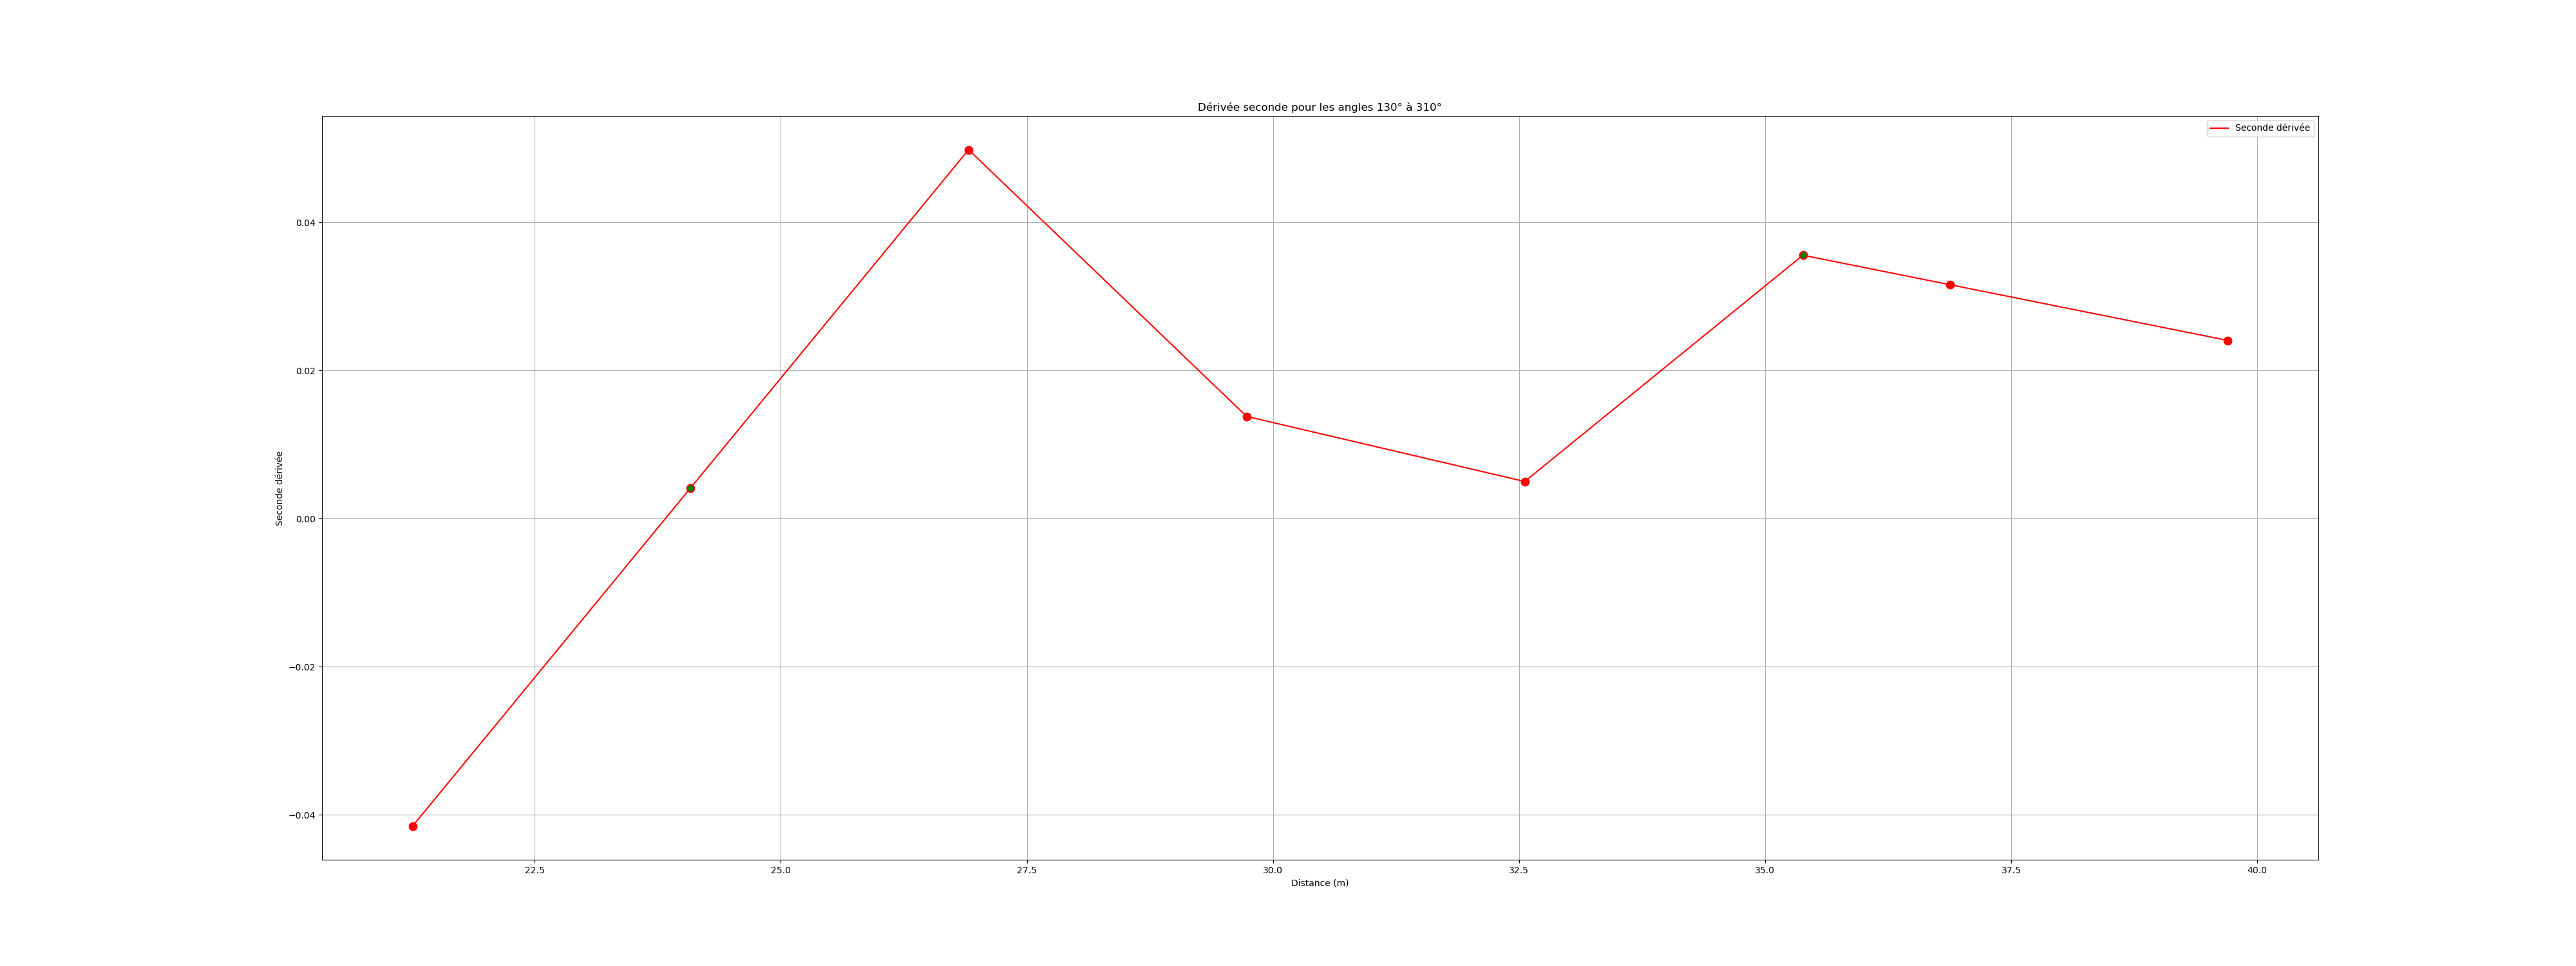 Dérivée seconde pour les angles 130° à 310°
Seconde dérivée
0.04
0.02
0.00
−0.02
−0.04
Seconde dérivée
22.5 25.0 27.5 30.0 32.5 35.0 37.5 40.0
Distance (m)